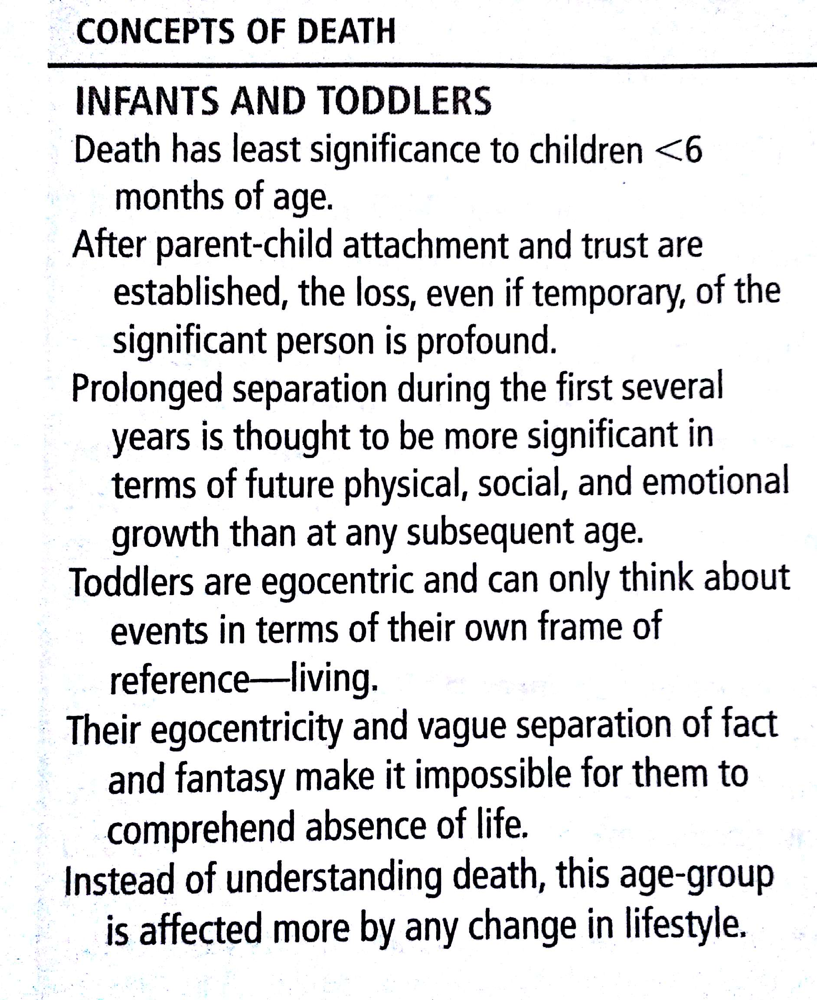 CONCEPTS OF DEATH
INFANTS AND TODDLERS
Death has least significance to children <6
months of age.
After parent-child attachment and trust are
established, the loss, even if temporary, of the
significant person is profound.
Prolonged separation during the first several
years is thought to be more significant in
terms of future physical, social, and emotional
growth than at any subsequent age.
Toddlers are egocentric and can only think about
events in terms of their own frame of
reference—living.
Their egocentricity and vague separation of fact
and fantasy make it impossible for them to
comprehend absence of life.
Instead of understanding death, this age-group
is affected more by any change in lifestyle.